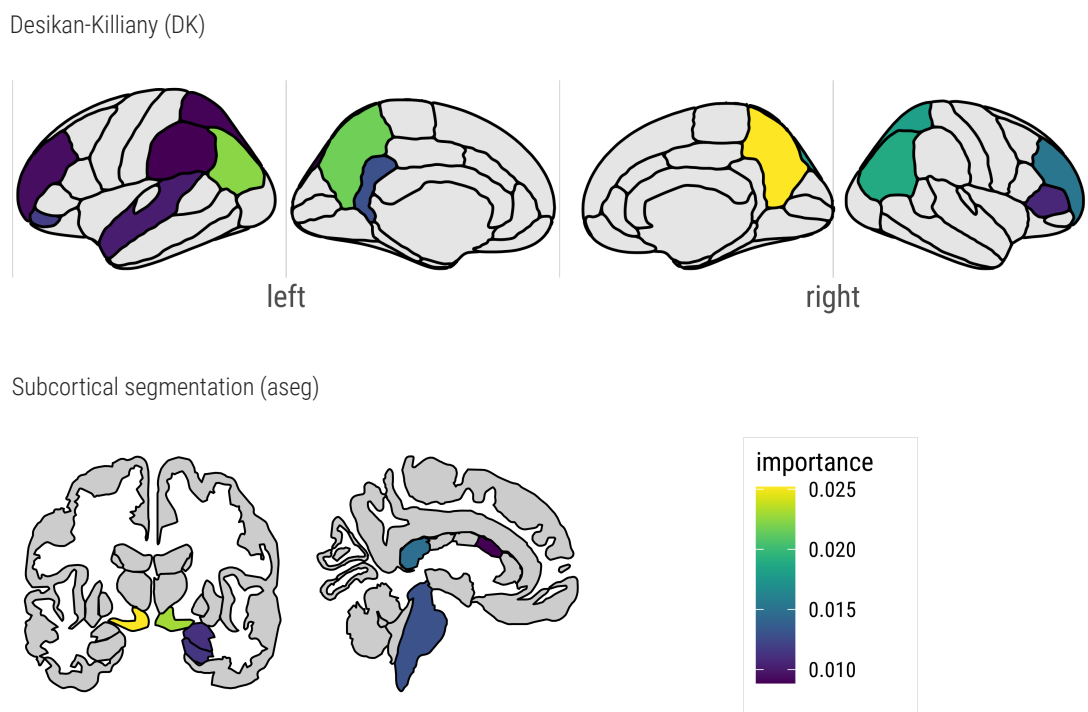 Desikan-Killiany (DK)
left
right
Subcortical segmentation (aseg)
importance
0.025
0.020
0.015
0.010